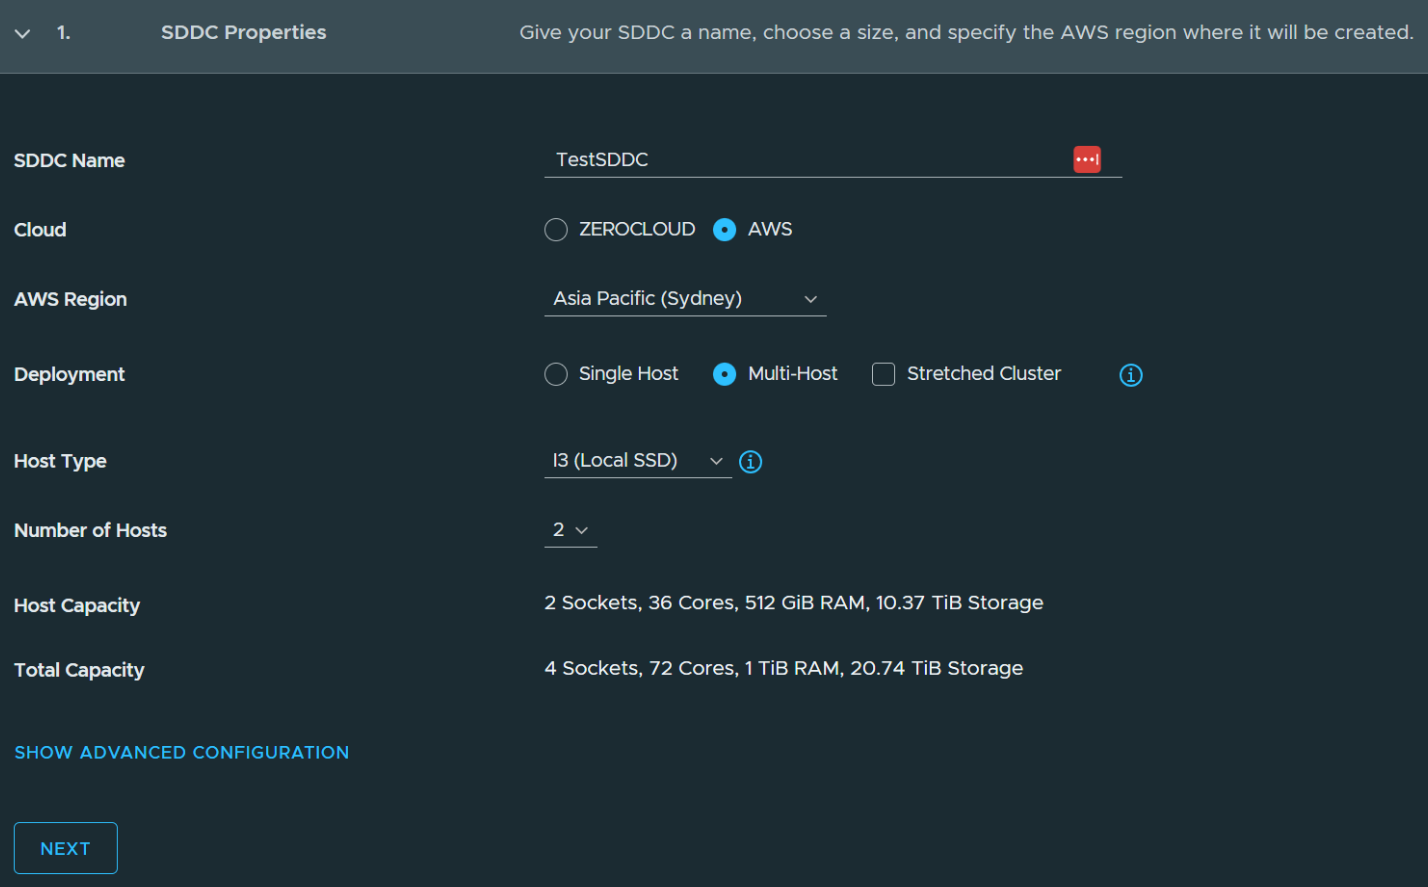 1. SDDC Properties Give your SDDC a name, choose a size, and specify the AWS region where it will be created.
SDDC Name TestSDDC
Cloud ZEROCLOUD AWS
AWS Region Asia Pacific (Sydney)
Deployment Single Host Multi-Host Stretched Cluster
Host Type I3 (Local SSD)
Number of Hosts 2
Host Capacity 2 Sockets, 36 Cores, 512 GiB RAM, 10.37 TiB Storage
Total Capacity 4 Sockets, 72 Cores, 1 TiB RAM, 20.74 TiB Storage
SHOW ADVANCED CONFIGURATION
NEXT